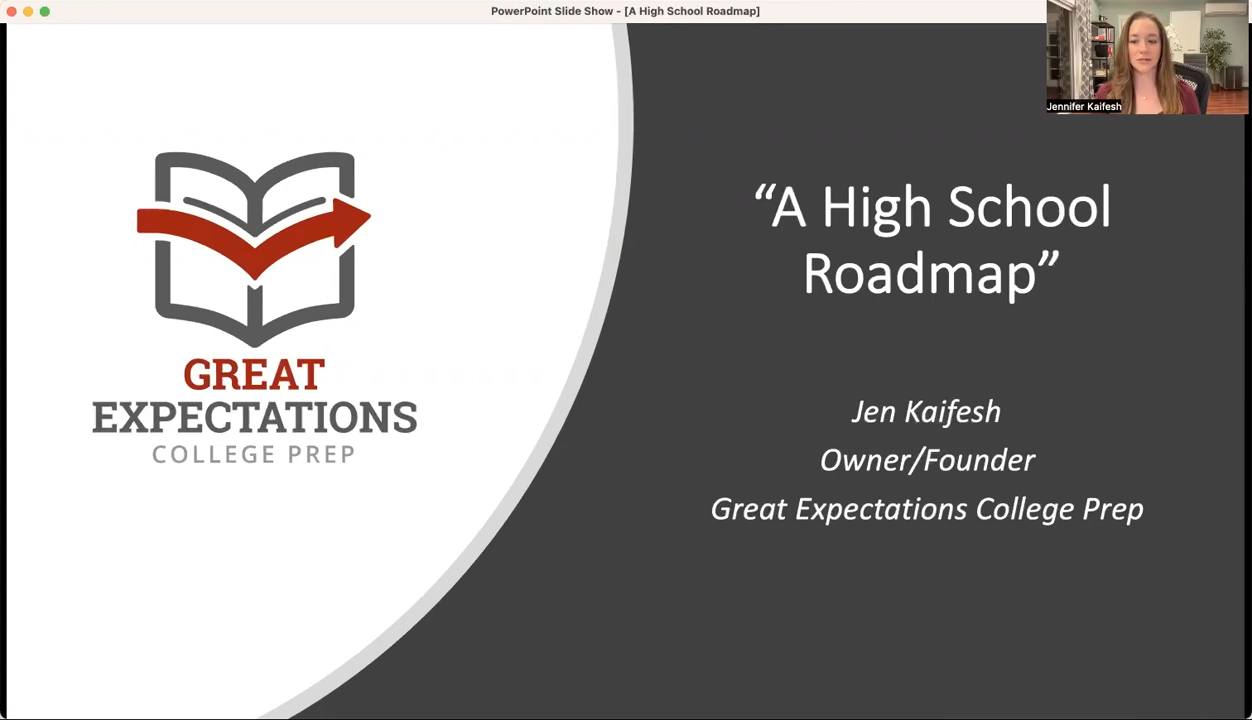 PowerPoint Slide Show - [A High School Roadmap]
Jennifer Kaifesh
GREAT
EXPECTATIONS
COLLEGE PREP
“A High School
Roadmap”
Jen Kaifesh
Owner/Founder
Great Expectations College Prep